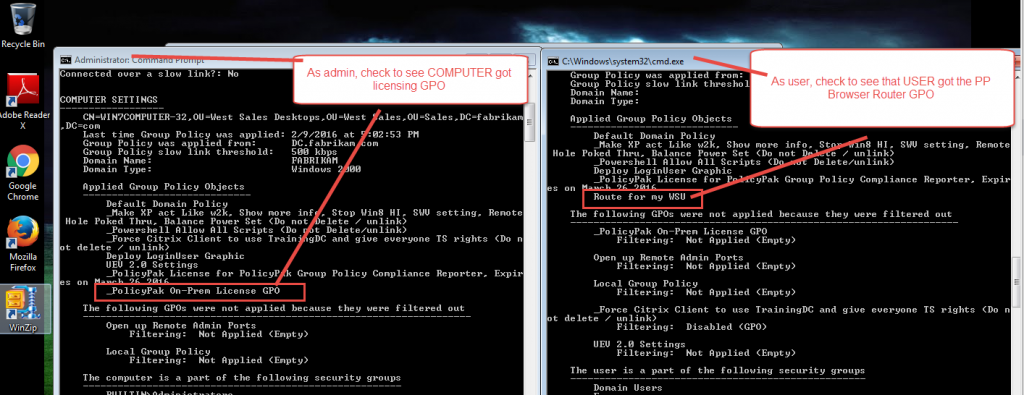 Recycle Bin
Adobe Reader
X
Google
Chrome
Mozilla
Firefox
WinZip
Administrator: Command Prompt
As admin, check to see COMPUTER got
licensing GPO
Connected over a slow link?: No
COMPUTER SETTINGS
CN=WIN7COMPUTER-32,OU=West Sales Desktops,OU=West Sales,OU=Sales,DC=fabrikam
,DC=com
Last time Group Policy was applied: 2/9/2016 at 5:02:53 PM
Group Policy was applied from: DC.fabrikam.com
Group Policy slow link threshold: 500 kbps
Domain Name: FABRIKAM
Domain Type: Windows 2000
Applied Group Policy Objects
Default Domain Policy
_Make XP act Like w2k, Show more info, Stop Win8 HI, SWV setting, Remote
Hole Poked Thru, Balance Power Set (Do not Delete / unlink)
_Powershell Allow All Scripts (Do not Delete/unlink)
_Force Citrix Client to use TrainingDC and give everyone TS rights (Do n
ot delete / unlink)
Deploy LoginUser Graphic
UEV 2.0 Settings
_PolicyPak License for PolicyPak Group Policy Compliance Reporter, Expir
es on March 26 2016
_PolicyPak On-Prem License GPO
The following GPOs were not applied because they were filtered out
Open up Remote Admin Ports
Filtering: Not Applied (Empty)
Local Group Policy
Filtering: Not Applied (Empty)
The computer is a part of the following security groups
BUILTIN\Administrators
C:\Windows\system32\cmd.exe
As user, check to see that USER got the PP
Browser Router GPO
Group Policy was applied from:
Group Policy slow link threshold
Domain Name:
Domain Type:
Applied Group Policy Objects
Default Domain Policy
_Make XP act Like w2k, Show more info, Stop Win8 HI, SWV setting, Remote
Hole Poked Thru, Balance Power Set (Do not Delete / unlink)
_Powershell Allow All Scripts (Do not Delete/unlink)
Deploy LoginUser Graphic
_PolicyPak License for PolicyPak Group Policy Compliance Reporter, Expir
es on March 26 2016
Route for my WSU
The following GPOs were not applied because they were filtered out
_PolicyPak On-Prem License GPO
Filtering: Not Applied (Empty)
Open up Remote Admin Ports
Filtering: Not Applied (Empty)
Local Group Policy
Filtering: Not Applied (Empty)
_Force Citrix Client to use TrainingDC and give everyone TS rights (Do n
ot delete / unlink)
Filtering: Disabled (GPO)
UEV 2.0 Settings
Filtering: Not Applied (Empty)
The user is a part of the following security groups
Domain Users